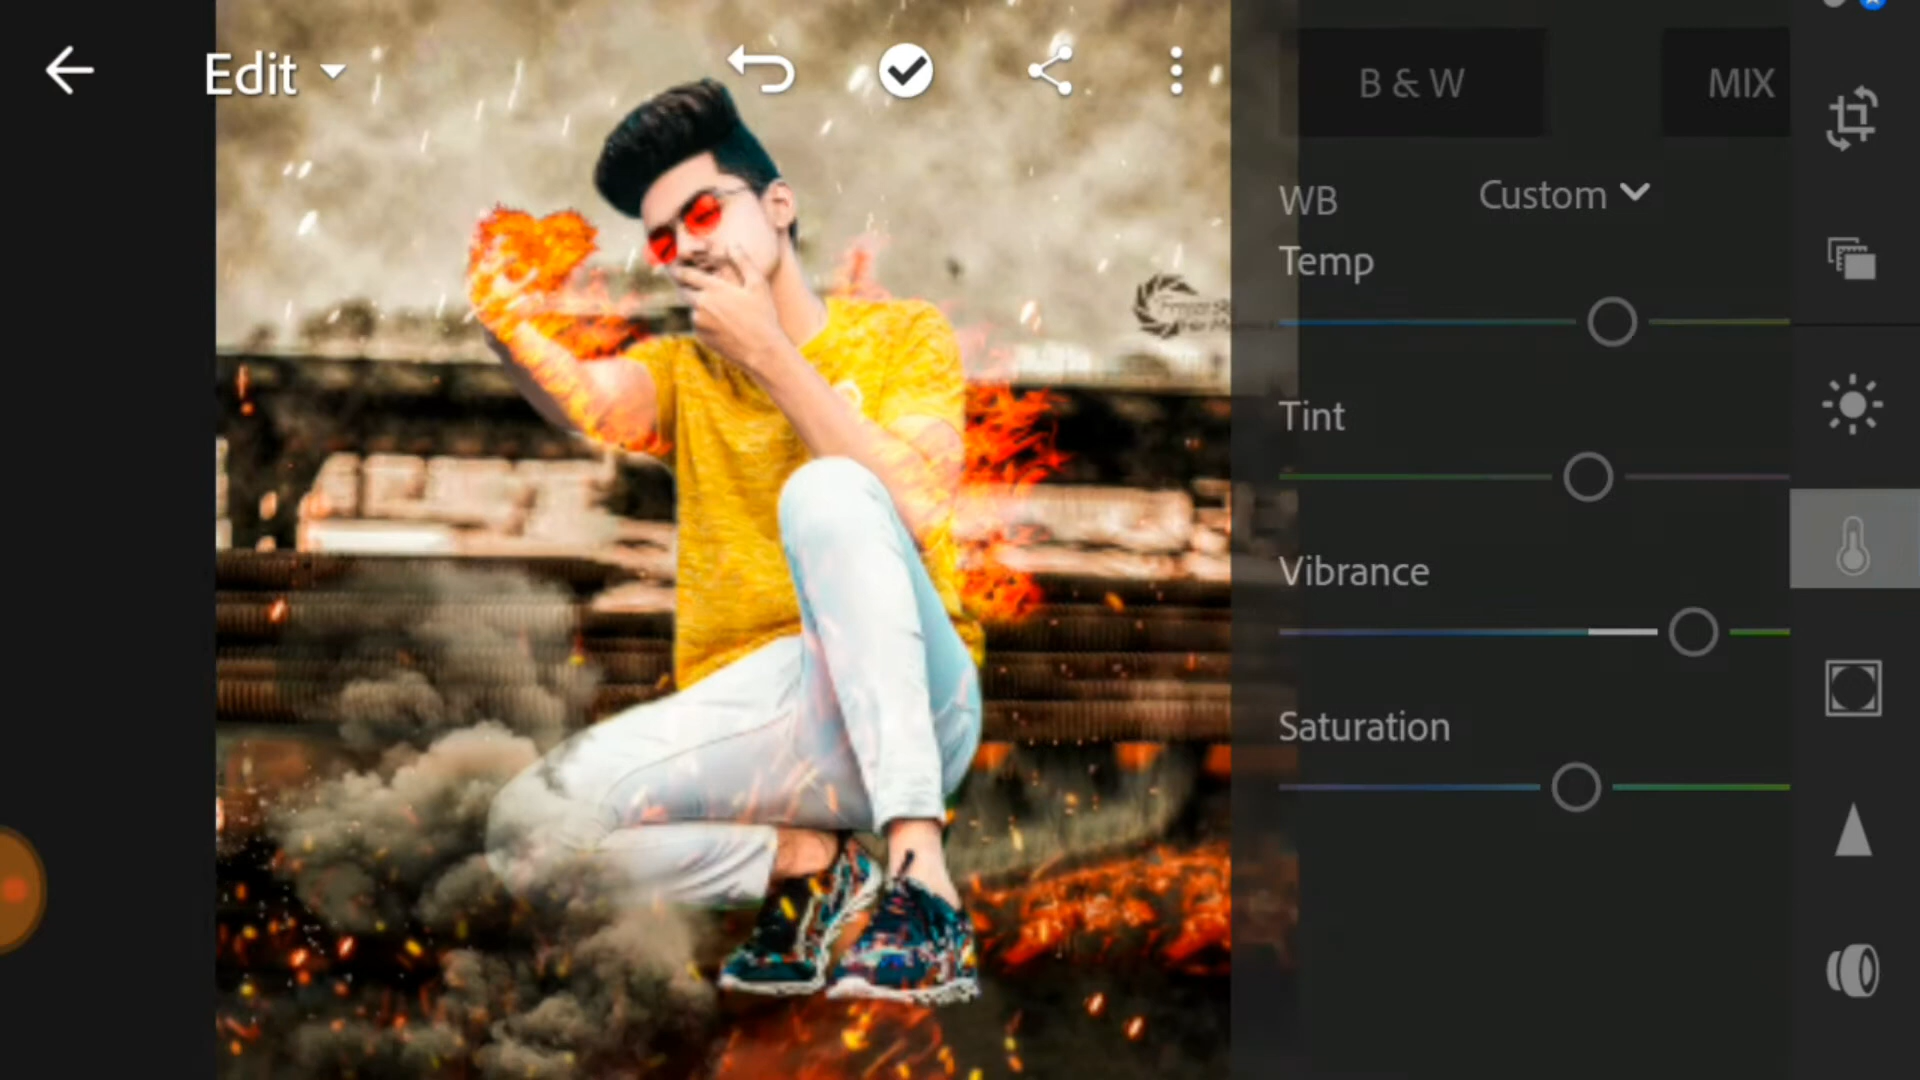 Edit
B & W
MIX
WB
Custom
Temp
Tint
Vibrance
Saturation